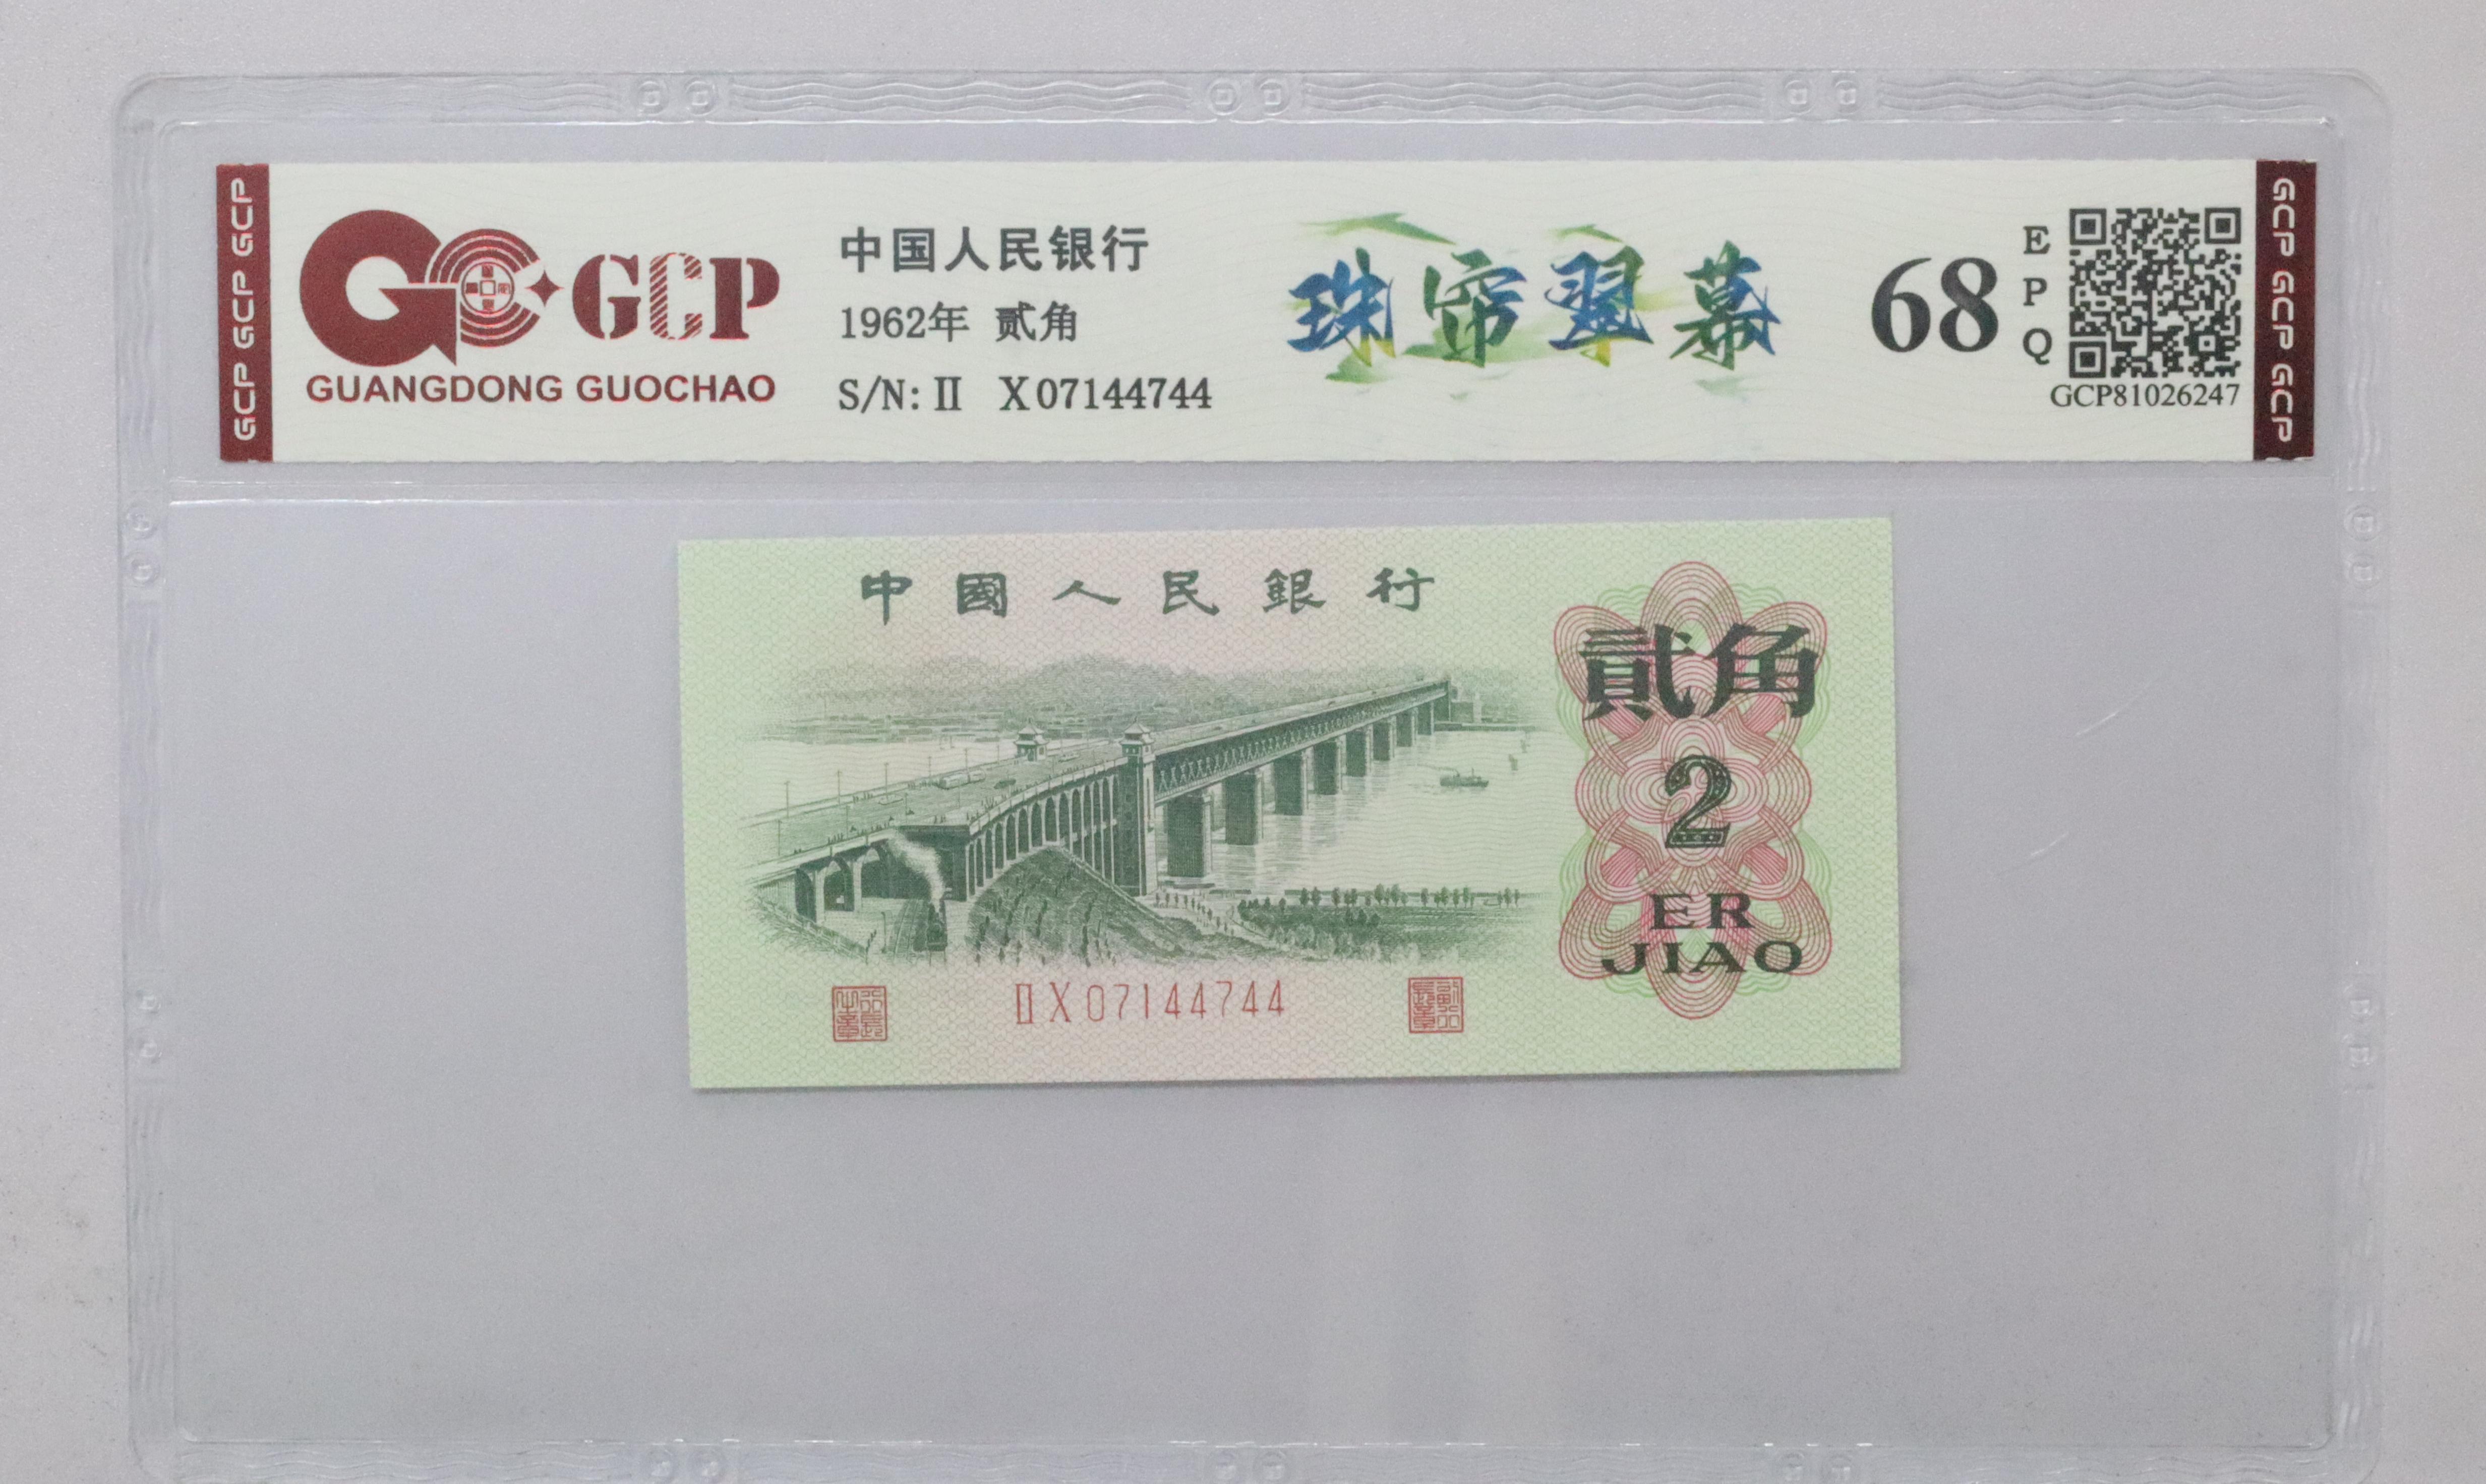 GCP GCP GCP
GCP
GUANGDONG GUOCHAO
中国人民银行
1962年 贰角
S/N: II X07144744
珠帘翠幕
68
EPQ
GCP81026247
GCP GCP GCP
中國人民銀行
貳角
2
ER
JIAO
IIX07144744